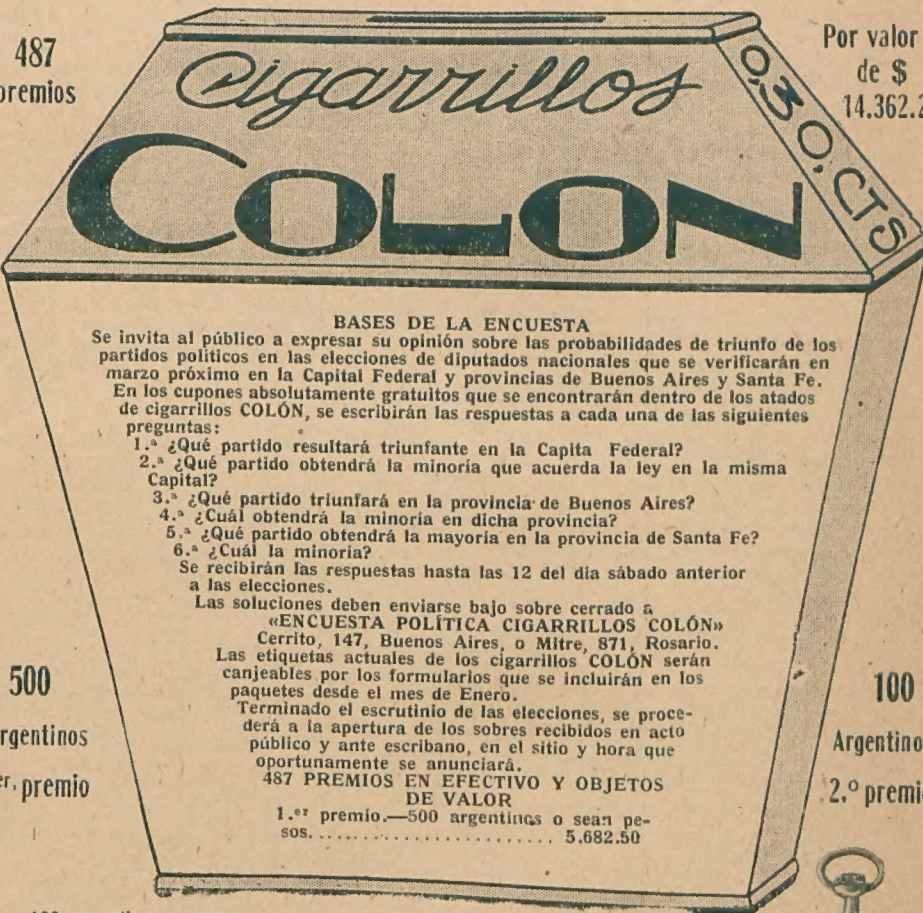 487
premios
Por valor
de $
14.362.2
Cigarrillos
COLON
0,30, CTS
BASES DE LA ENCUESTA
Se invita al público a expresar su opinión sobre las probabilidades de triunfo de los
partidos políticos en las elecciones de diputados nacionales que se verificarán en
marzo próximo en la Capital Federal y provincias de Buenos Aires y Santa Fe.
En los cupones absolutamente gratuitos que se encontrarán dentro de los atados
de cigarrillos COLÓN, se escribirán las respuestas a cada una de las siguientes
preguntas:
1.ª ¿Qué partido resultará triunfante en la Capita Federal?
2.ª ¿Qué partido obtendrá la minoría que acuerda la ley en la misma
Capital?
3.ª ¿Qué partido triunfará en la provincia de Buenos Aires?
4.ª ¿Cuál obtendrá la minoría en dicha provincia?
5.ª ¿Qué partido obtendrá la mayoría en la provincia de Santa Fe?
6.ª ¿Cuál la minoría?
Se recibirán las respuestas hasta las 12 del día sábado anterior
a las elecciones.
Las soluciones deben enviarse bajo sobre cerrado a
«ENCUESTA POLÍTICA CIGARRILLOS COLÓN»
Cerrito, 147, Buenos Aires, o Mitre, 871, Rosario.
Las etiquetas actuales de los cigarrillos COLÓN serán
canjeables por los formularios que se incluirán en los
paquetes desde el mes de Enero.
Terminado el escrutinio de las elecciones, se proce-
derá a la apertura de los sobres recibidos en acto
público y ante escribano, en el sitio y hora que
oportunamente se anunciará.
487 PREMIOS EN EFECTIVO Y OBJETOS
DE VALOR
1.er premio.—500 argentinos o sean pe-
sos....................... 5.682.50
500
rgentinos
er. premio
100
Argentino
2.º premi